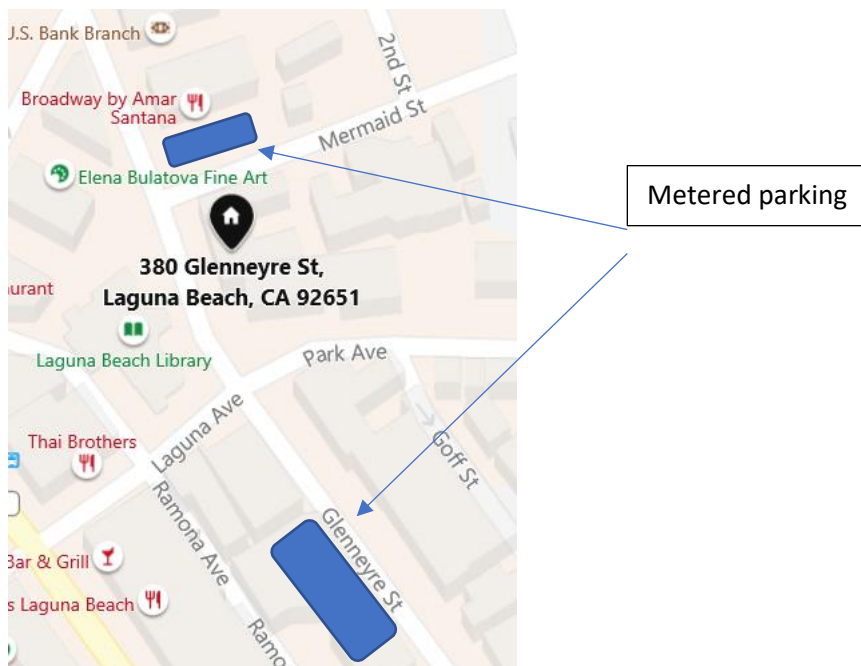 U.S. Bank Branch
2nd St
Broadway by Amar
Santana
Mermaid St
Elena Bulatova Fine Art
Metered parking
380 Glenneyre St,
Laguna Beach, CA 92651
aurant
Laguna Beach Library
Park Ave
Laguna Ave
Thai Brothers
Goff St
Ramona Ave
Glenneyre St
Bar & Grill
s Laguna Beach
Ramo